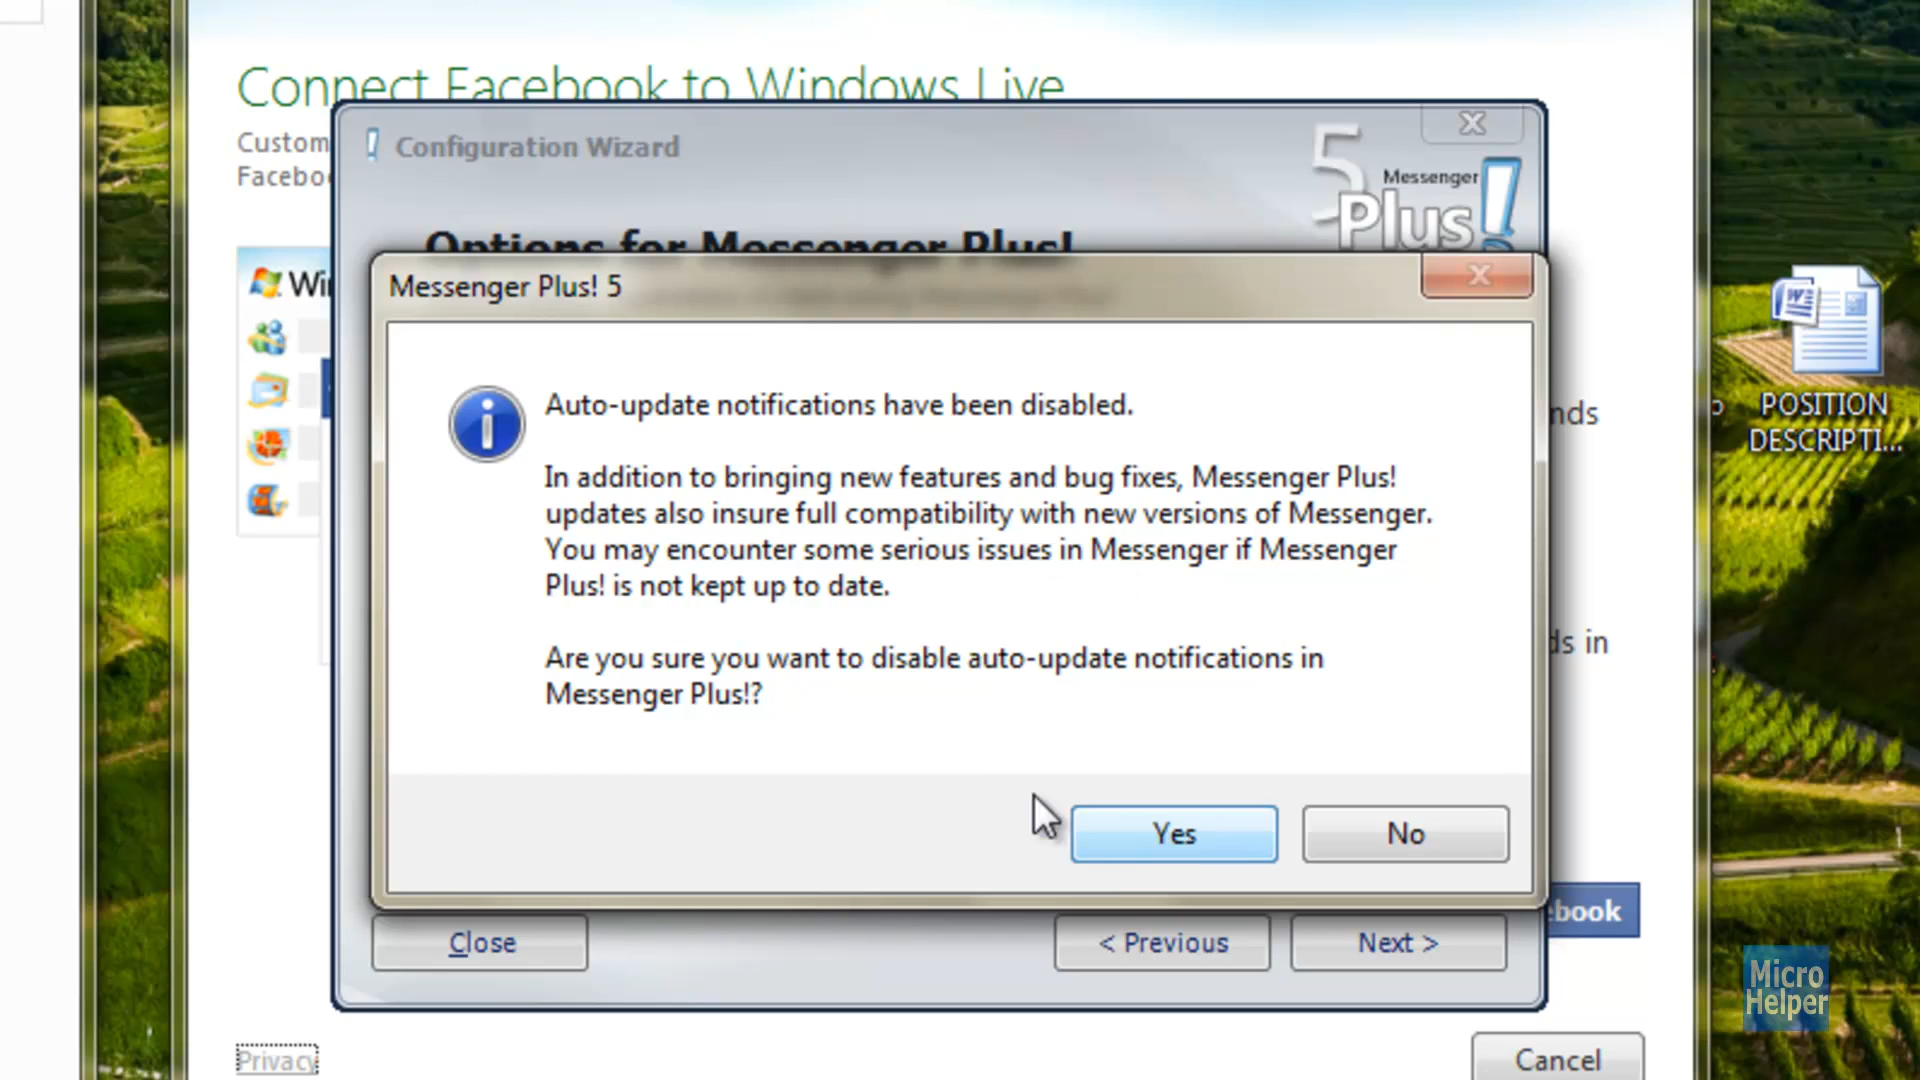 Connect Facebook to Windows Live
Custom
Facebo
Configuration Wizard
5
Messenger
Plus!
Options for Messenger Plus!
Messenger Plus! 5
Auto-update notifications have been disabled.
In addition to bringing new features and bug fixes, Messenger Plus!
updates also insure full compatibility with new versions of Messenger.
You may encounter some serious issues in Messenger if Messenger
Plus! is not kept up to date.
Are you sure you want to disable auto-update notifications in
Messenger Plus!?
Yes
No
Close
< Previous
Next >
nds
ds in
ebook
POSITION
DESCRIPTI...
Micro
Helper
Privacy
Cancel